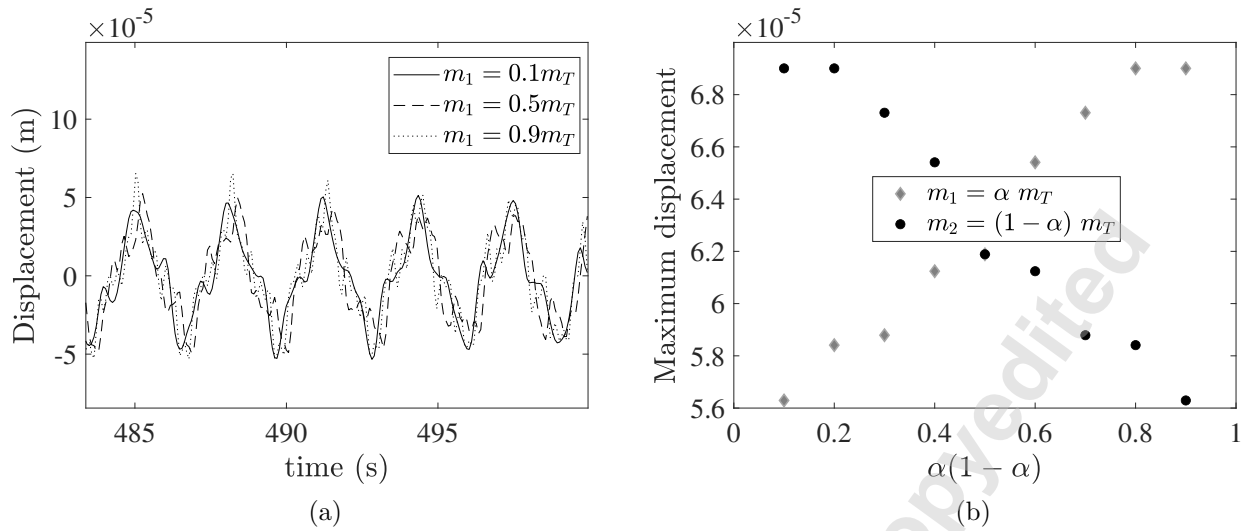 ×10⁻⁵
Displacement (m)
10
5
0
-5
485
490
495
time (s)
m₁ = 0.1m_T
m₁ = 0.5m_T
m₁ = 0.9m_T
(a)
×10⁻⁵
Maximum displacement
6.8
6.6
6.4
6.2
6
5.8
5.6
0
0.2
0.4
0.6
0.8
1
α(1 − α)
m₁ = α m_T
m₂ = (1 − α) m_T
(b)
opyedited